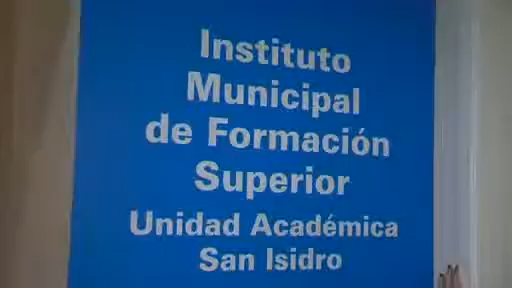 Instituto
Municipal
de Formación
Superior
Unidad Académica
San Isidro